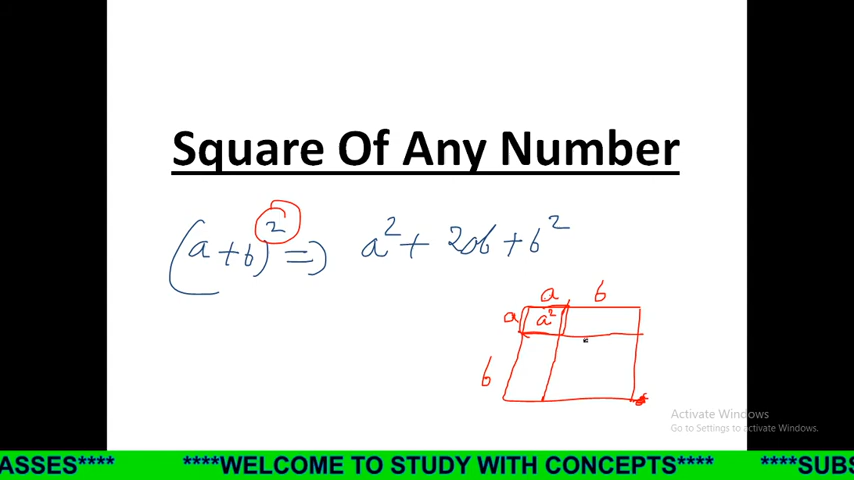 Square Of Any Number
(a+b)² => a² + 2ab + b²
a b
a a²
b
Activate Windows
Go to Settings to activate Windows.
ASSES**** ****WELCOME TO STUDY WITH CONCEPTS**** ****SUBS